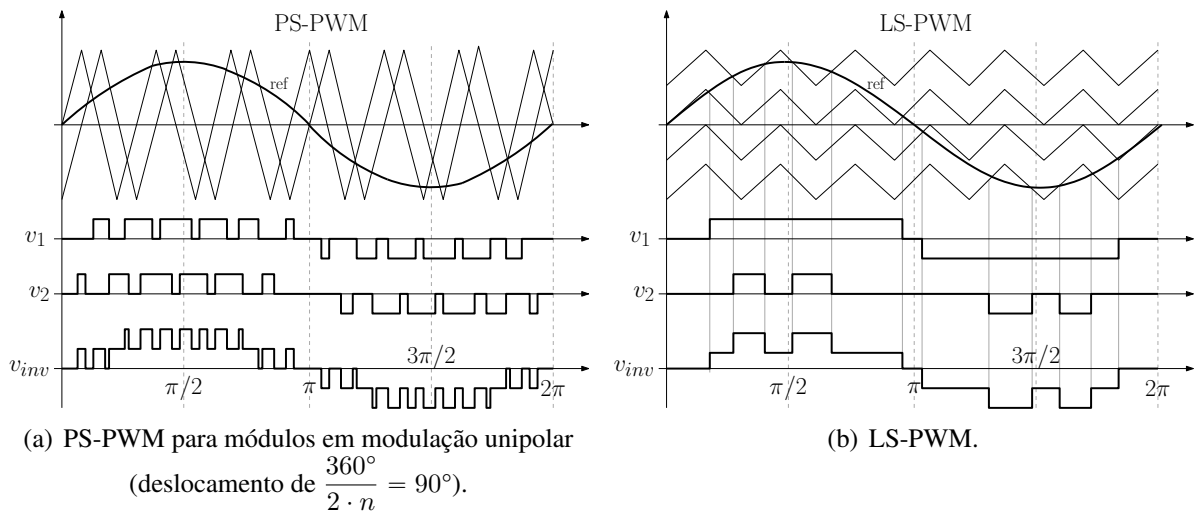 PS-PWM
ref
v1
v2
vinv
π/2
π
3π/2
2π
(a) PS-PWM para módulos em modulação unipolar
(deslocamento de 360°/2 · n = 90°).
LS-PWM
ref
v1
v2
vinv
π/2
π
3π/2
2π
(b) LS-PWM.